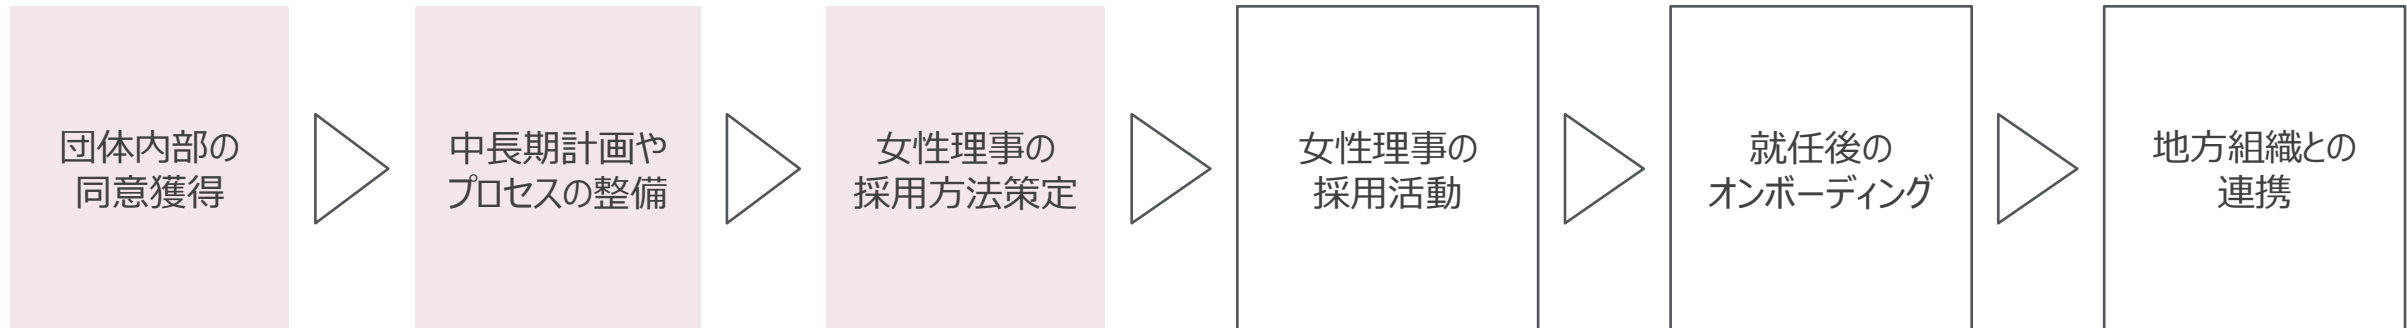 団体内部の
同意獲得
中長期計画や
プロセスの整備
女性理事の
採用方法策定
女性理事の
採用活動
就任後の
オンボーディング
地方組織との
連携